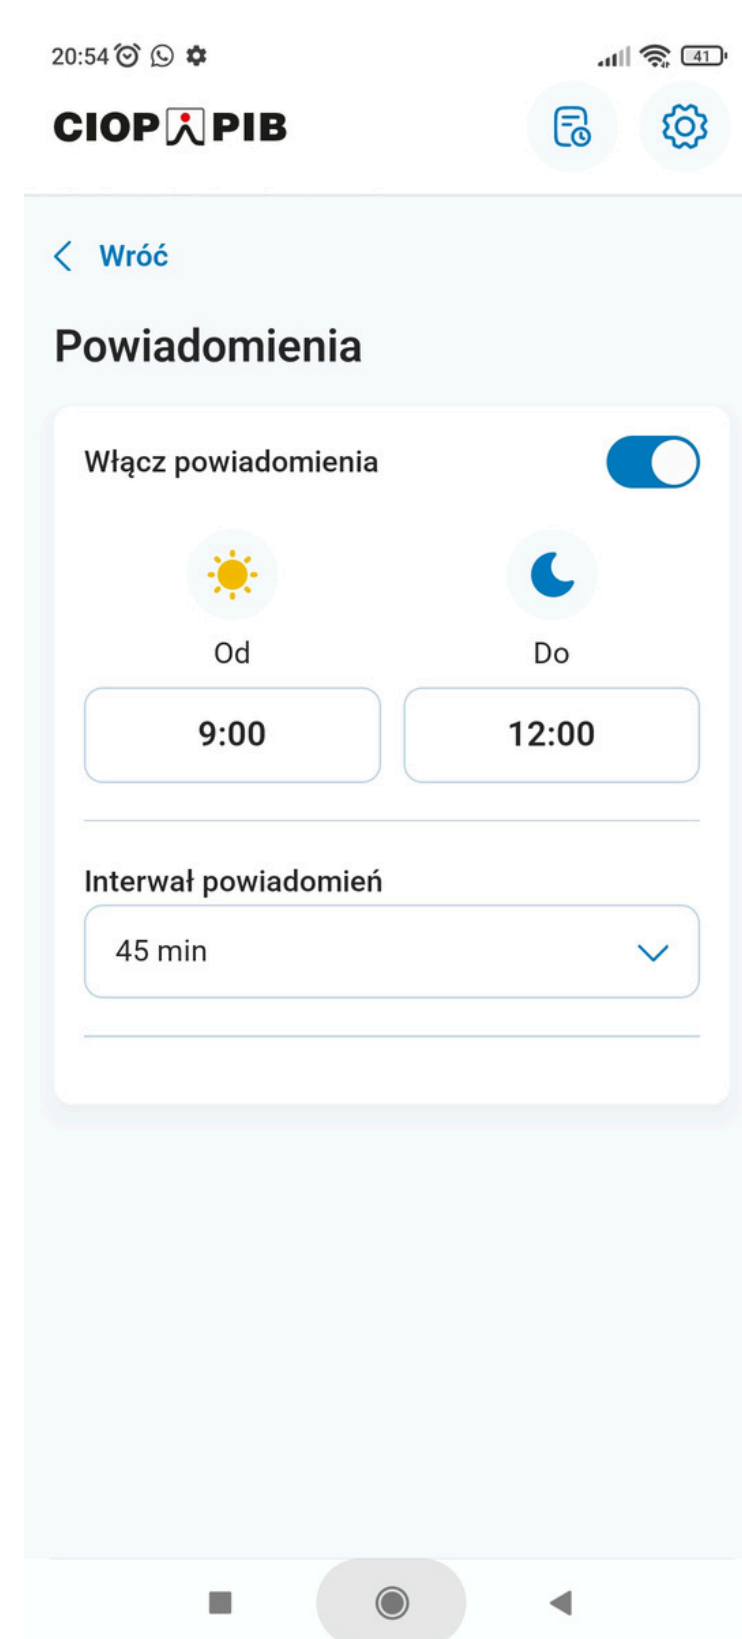 20:54 41
CIOP PIB
Wróć
Powiadomienia
Włącz powiadomienia
Od Do
9:00 12:00
Interwał powiadomień
45 min